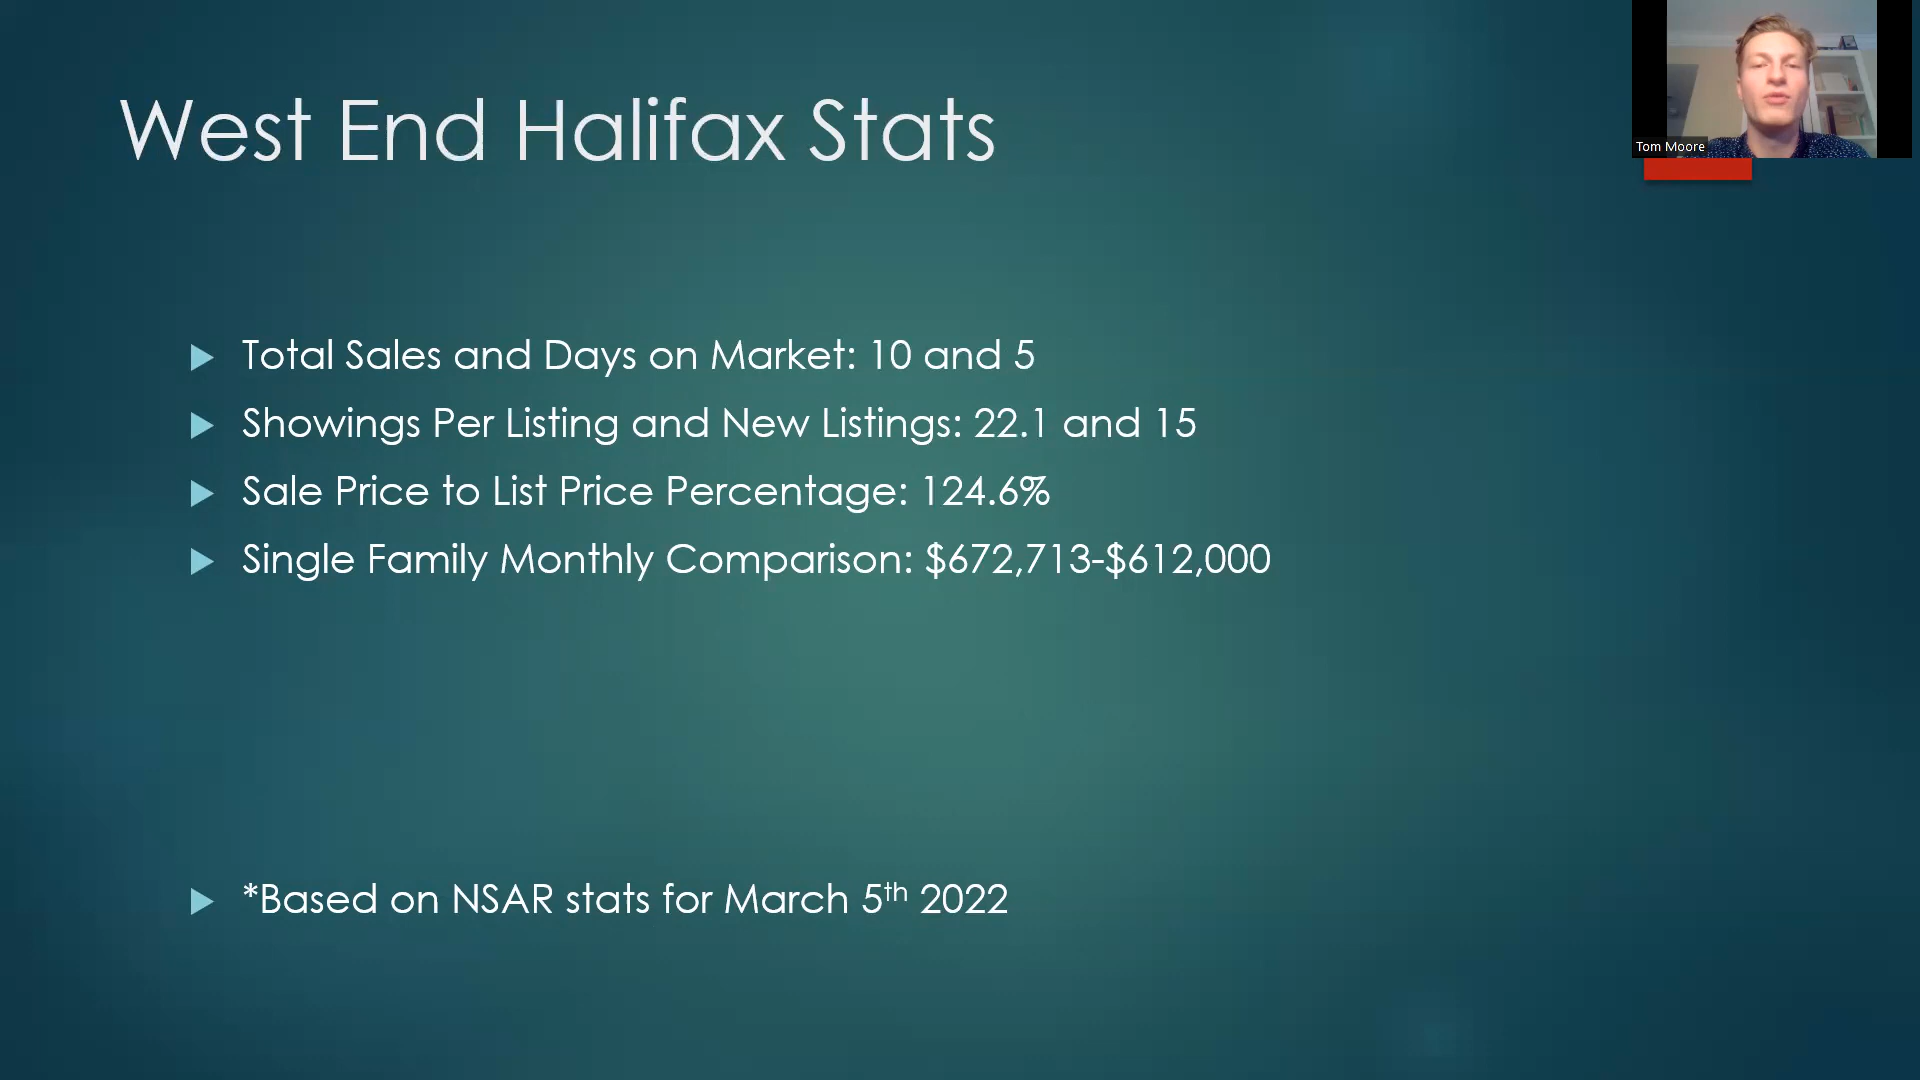 West End Halifax Stats
Tom Moore
Total Sales and Days on Market: 10 and 5
Showings Per Listing and New Listings: 22.1 and 15
Sale Price to List Price Percentage: 124.6%
Single Family Monthly Comparison: $672,713-$612,000
*Based on NSAR stats for March 5th 2022